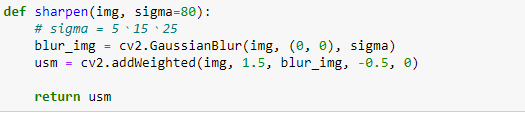 def sharpen(img, sigma=80):
# sigma = 5、15、25
blur_img = cv2.GaussianBlur(img, (0, 0), sigma)
usm = cv2.addWeighted(img, 1.5, blur_img, -0.5, 0)
return usm